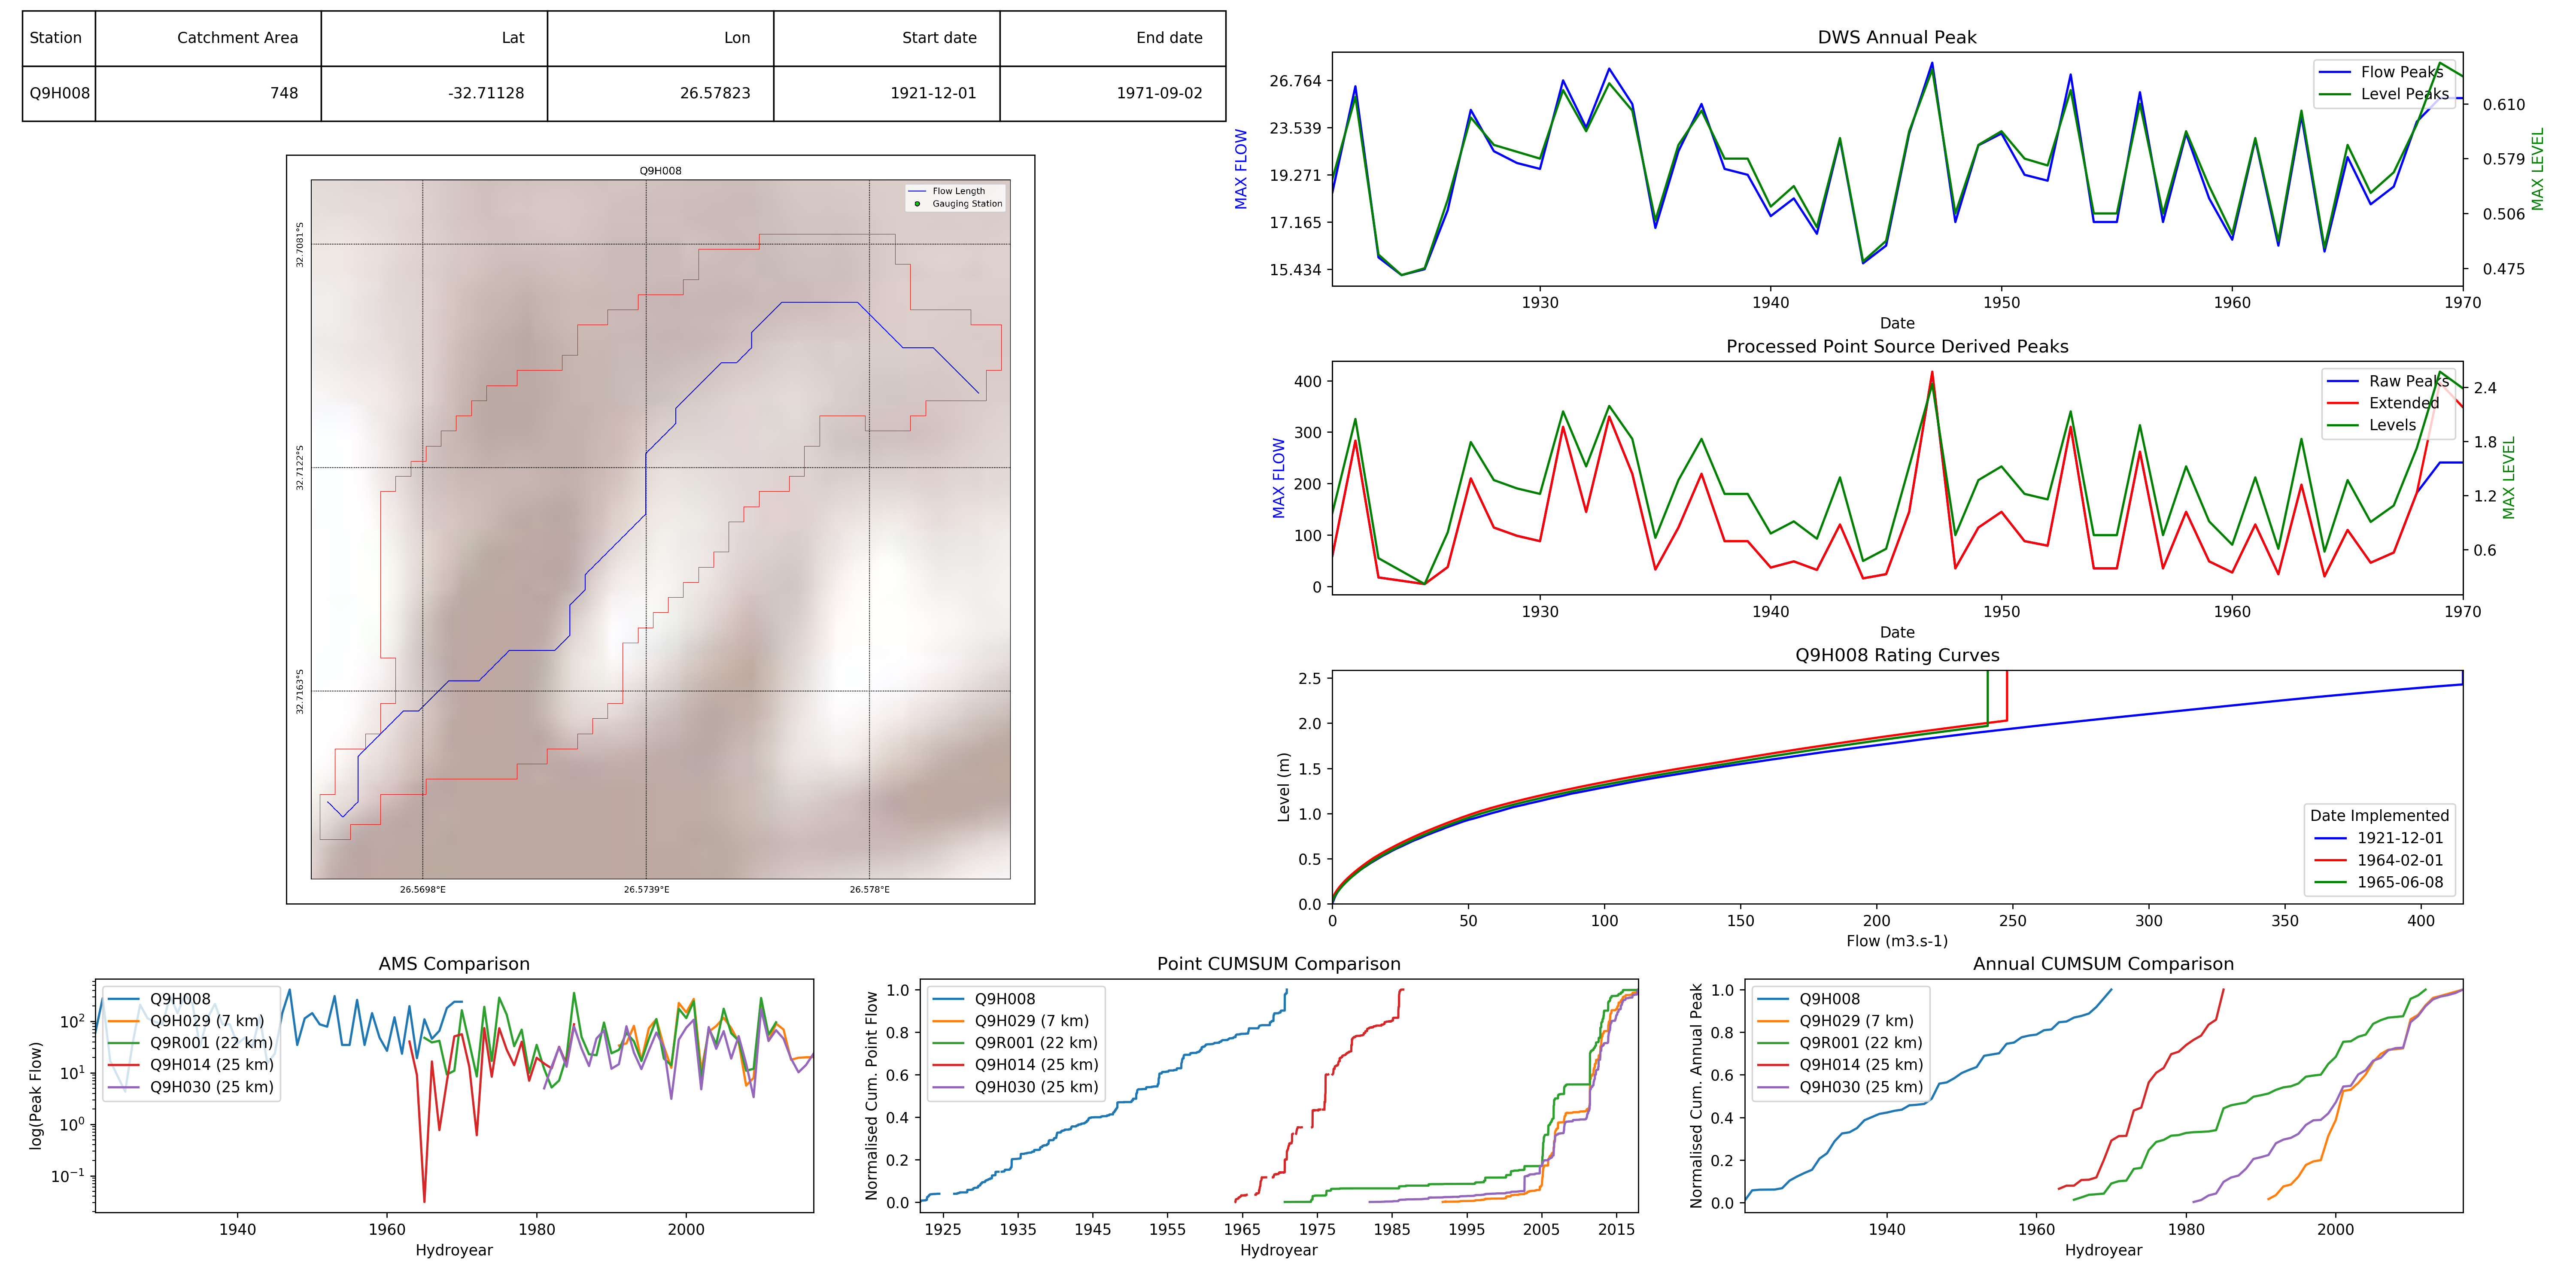 Station Catchment Area Lat Lon Start date End date
Q9H008 748 -32.71128 26.57823 1921-12-01 1971-09-02
Q9H008
Flow Length
Gauging Station
32.7081°S
32.7122°S
32.7163°S
26.5698°E 26.5739°E 26.578°E
DWS Annual Peak
Flow Peaks
Level Peaks
MAX FLOW
26.764
23.539
19.271
17.165
15.434
0.610
0.579
0.506
0.475
MAX LEVEL
1930 1940 1950 1960 1970
Date
Processed Point Source Derived Peaks
Raw Peaks
Extended
Levels
MAX FLOW
400
300
200
100
0
2.4
1.8
1.2
0.6
MAX LEVEL
1930 1940 1950 1960 1970
Date
Q9H008 Rating Curves
Level (m)
2.5
2.0
1.5
1.0
0.5
0.0
Date Implemented
1921-12-01
1964-02-01
1965-06-08
0 50 100 150 200 250 300 350 400
Flow (m3.s-1)
AMS Comparison
Q9H008
Q9H029 (7 km)
Q9R001 (22 km)
Q9H014 (25 km)
Q9H030 (25 km)
log(Peak Flow)
10²
10¹
10⁰
10⁻¹
1940 1960 1980 2000
Hydroyear
Point CUMSUM Comparison
Q9H008
Q9H029 (7 km)
Q9R001 (22 km)
Q9H014 (25 km)
Q9H030 (25 km)
Normalised Cum. Point Flow
1.0
0.8
0.6
0.4
0.2
0.0
1925 1935 1945 1955 1965 1975 1985 1995 2005 2015
Hydroyear
Annual CUMSUM Comparison
Q9H008
Q9H029 (7 km)
Q9R001 (22 km)
Q9H014 (25 km)
Q9H030 (25 km)
Normalised Cum. Annual Peak
1.0
0.8
0.6
0.4
0.2
0.0
1940 1960 1980 2000
Hydroyear